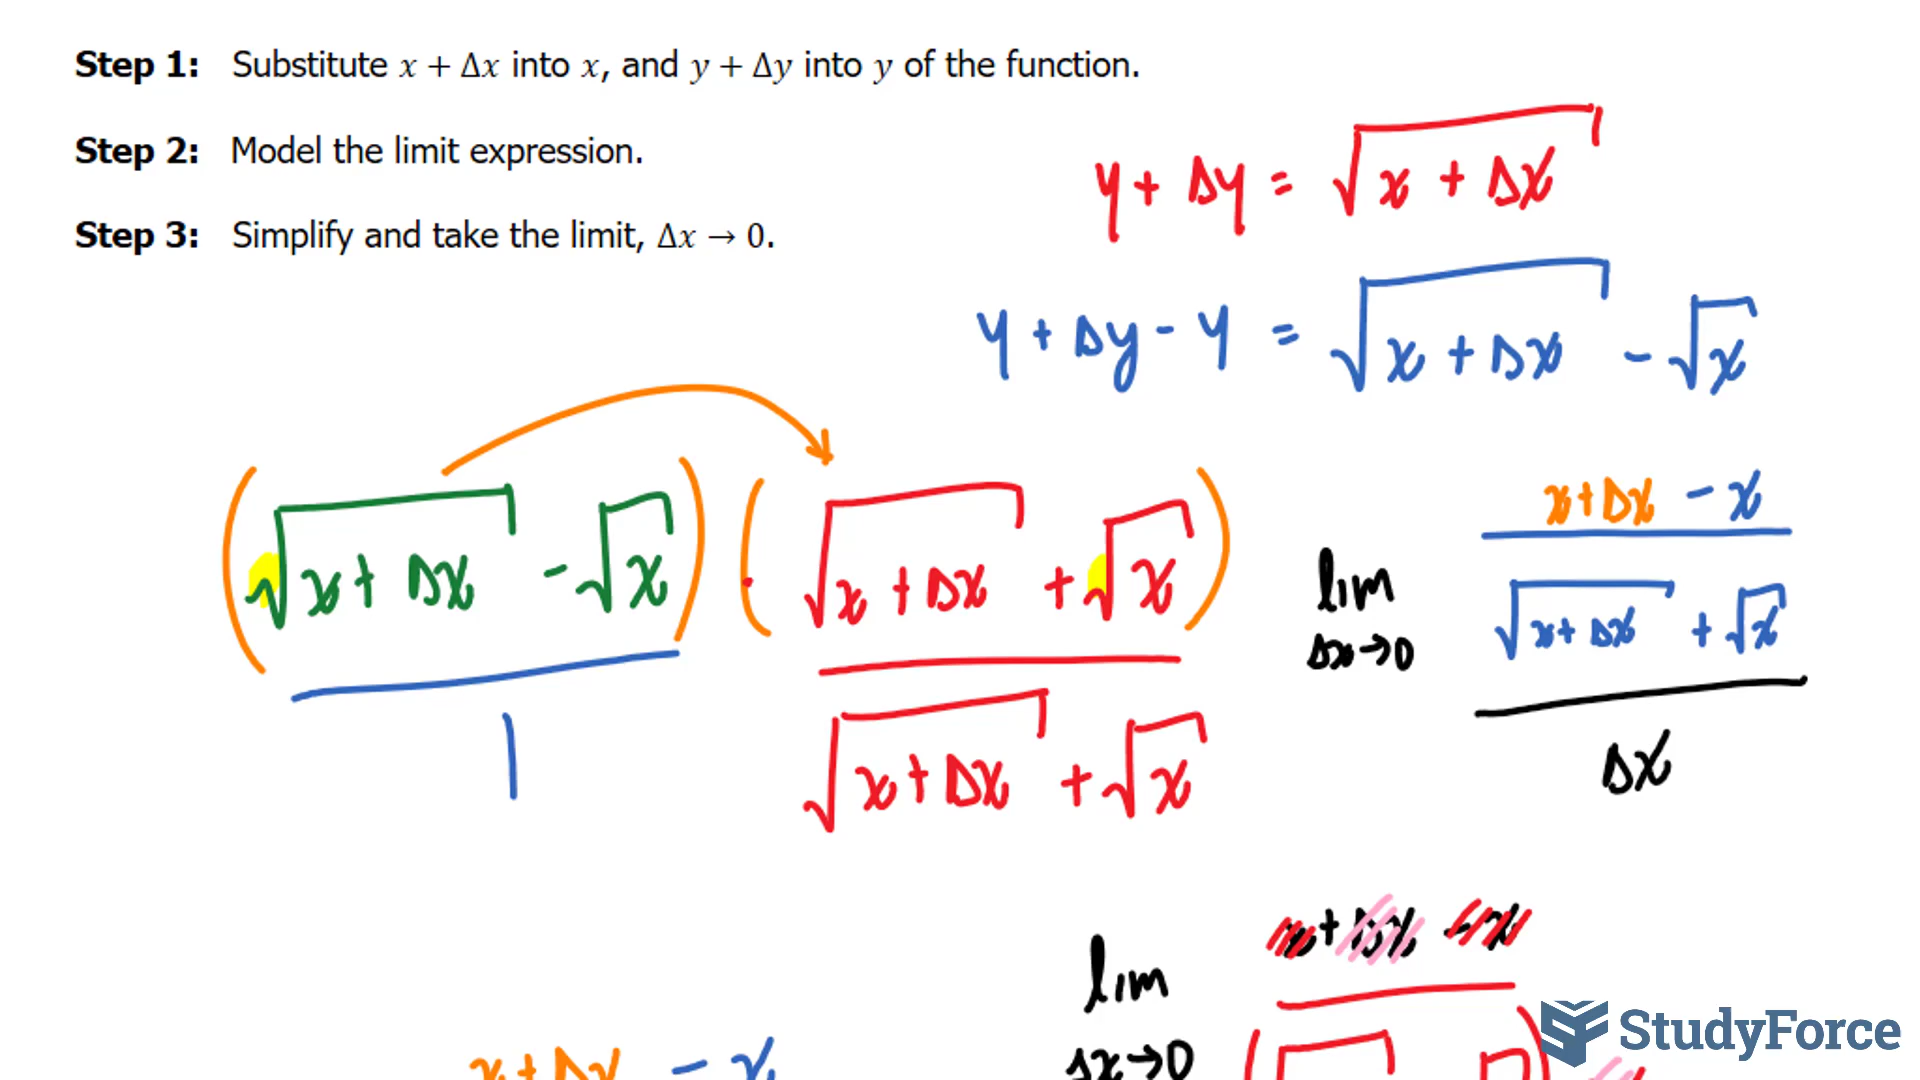 Step 1: Substitute x + Δx into x, and y + Δy into y of the function.
Step 2: Model the limit expression.
Step 3: Simplify and take the limit, Δx → 0.
y + Δy = √x + Δx
y + Δy - y = √x + Δx - √x
(√x + Δx - √x) (√x + Δx + √x)
1
√x + Δx + √x
lim
Δx→0
x + Δx - x
√x + Δx + √x
Δx
lim
Δx→0
x + Δx - x
x + Δx - x
StudyForce